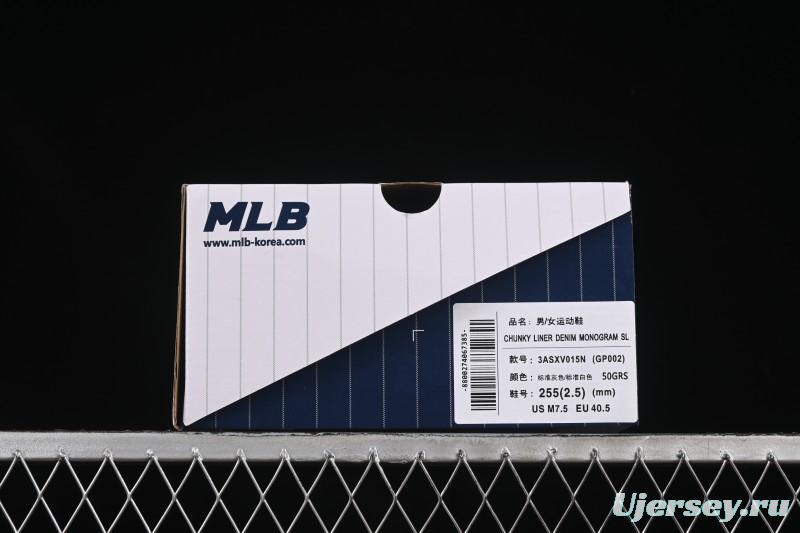 MLB
www.mlb-korea.com
品名：男/女运动鞋
CHUNKY LINER DENIM MONOGRAM SL
款号：3ASXV015N (GP002)
颜色：标准灰色/标准白色 50GRS
鞋号：255(2.5) (mm)
US M7.5 EU 40.5
-8800274067385-
Ujersey.ru